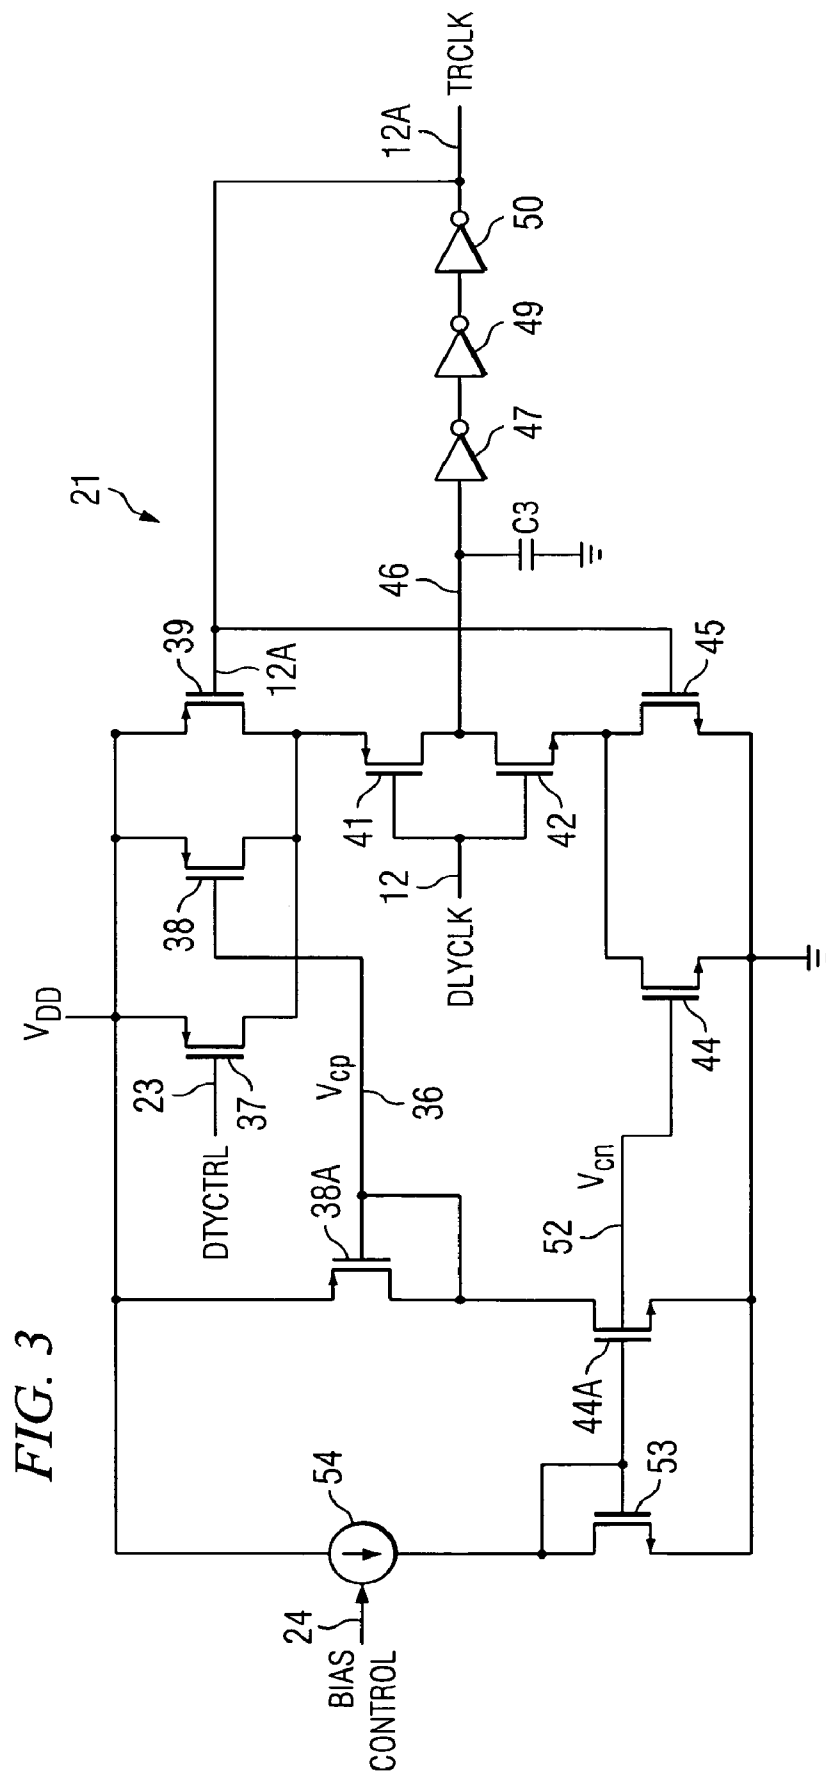 FIG. 3
21
V_DD
DTYCTRL
23
37
38
39
12A
V_cp
36
38A
DLYCLK
12
41
42
46
C3
47
49
50
12A
TRCLK
BIAS
CONTROL
24
54
53
44A
52
V_cn
44
45